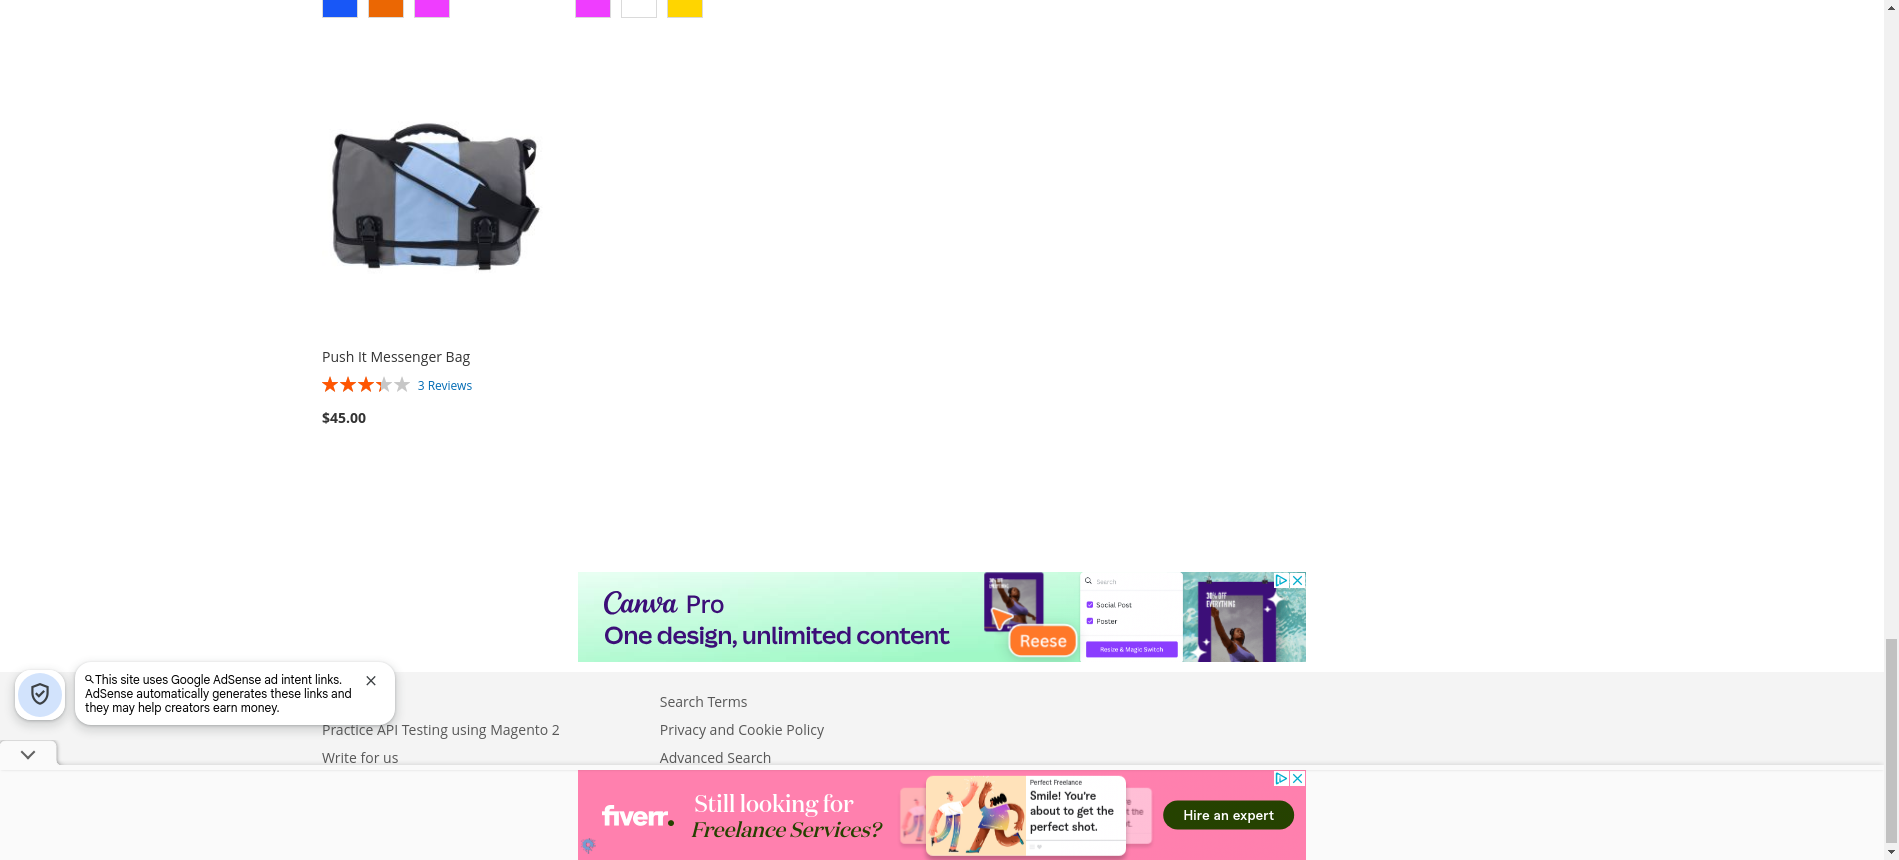 Push It Messenger Bag
3 Reviews
$45.00
Canva Pro
One design, unlimited content
Reese
Search
Social Post
Poster
Resize & Magic Switch
30% OFF
EVERYTHING
This site uses Google AdSense ad intent links.
AdSense automatically generates these links and
they may help creators earn money.
Search Terms
Practice API Testing using Magento 2
Privacy and Cookie Policy
Write for us
Advanced Search
fiverr.
Still looking for
Freelance Services?
Perfect Freelance
Smile! You're
about to get the
perfect shot.
Hire an expert